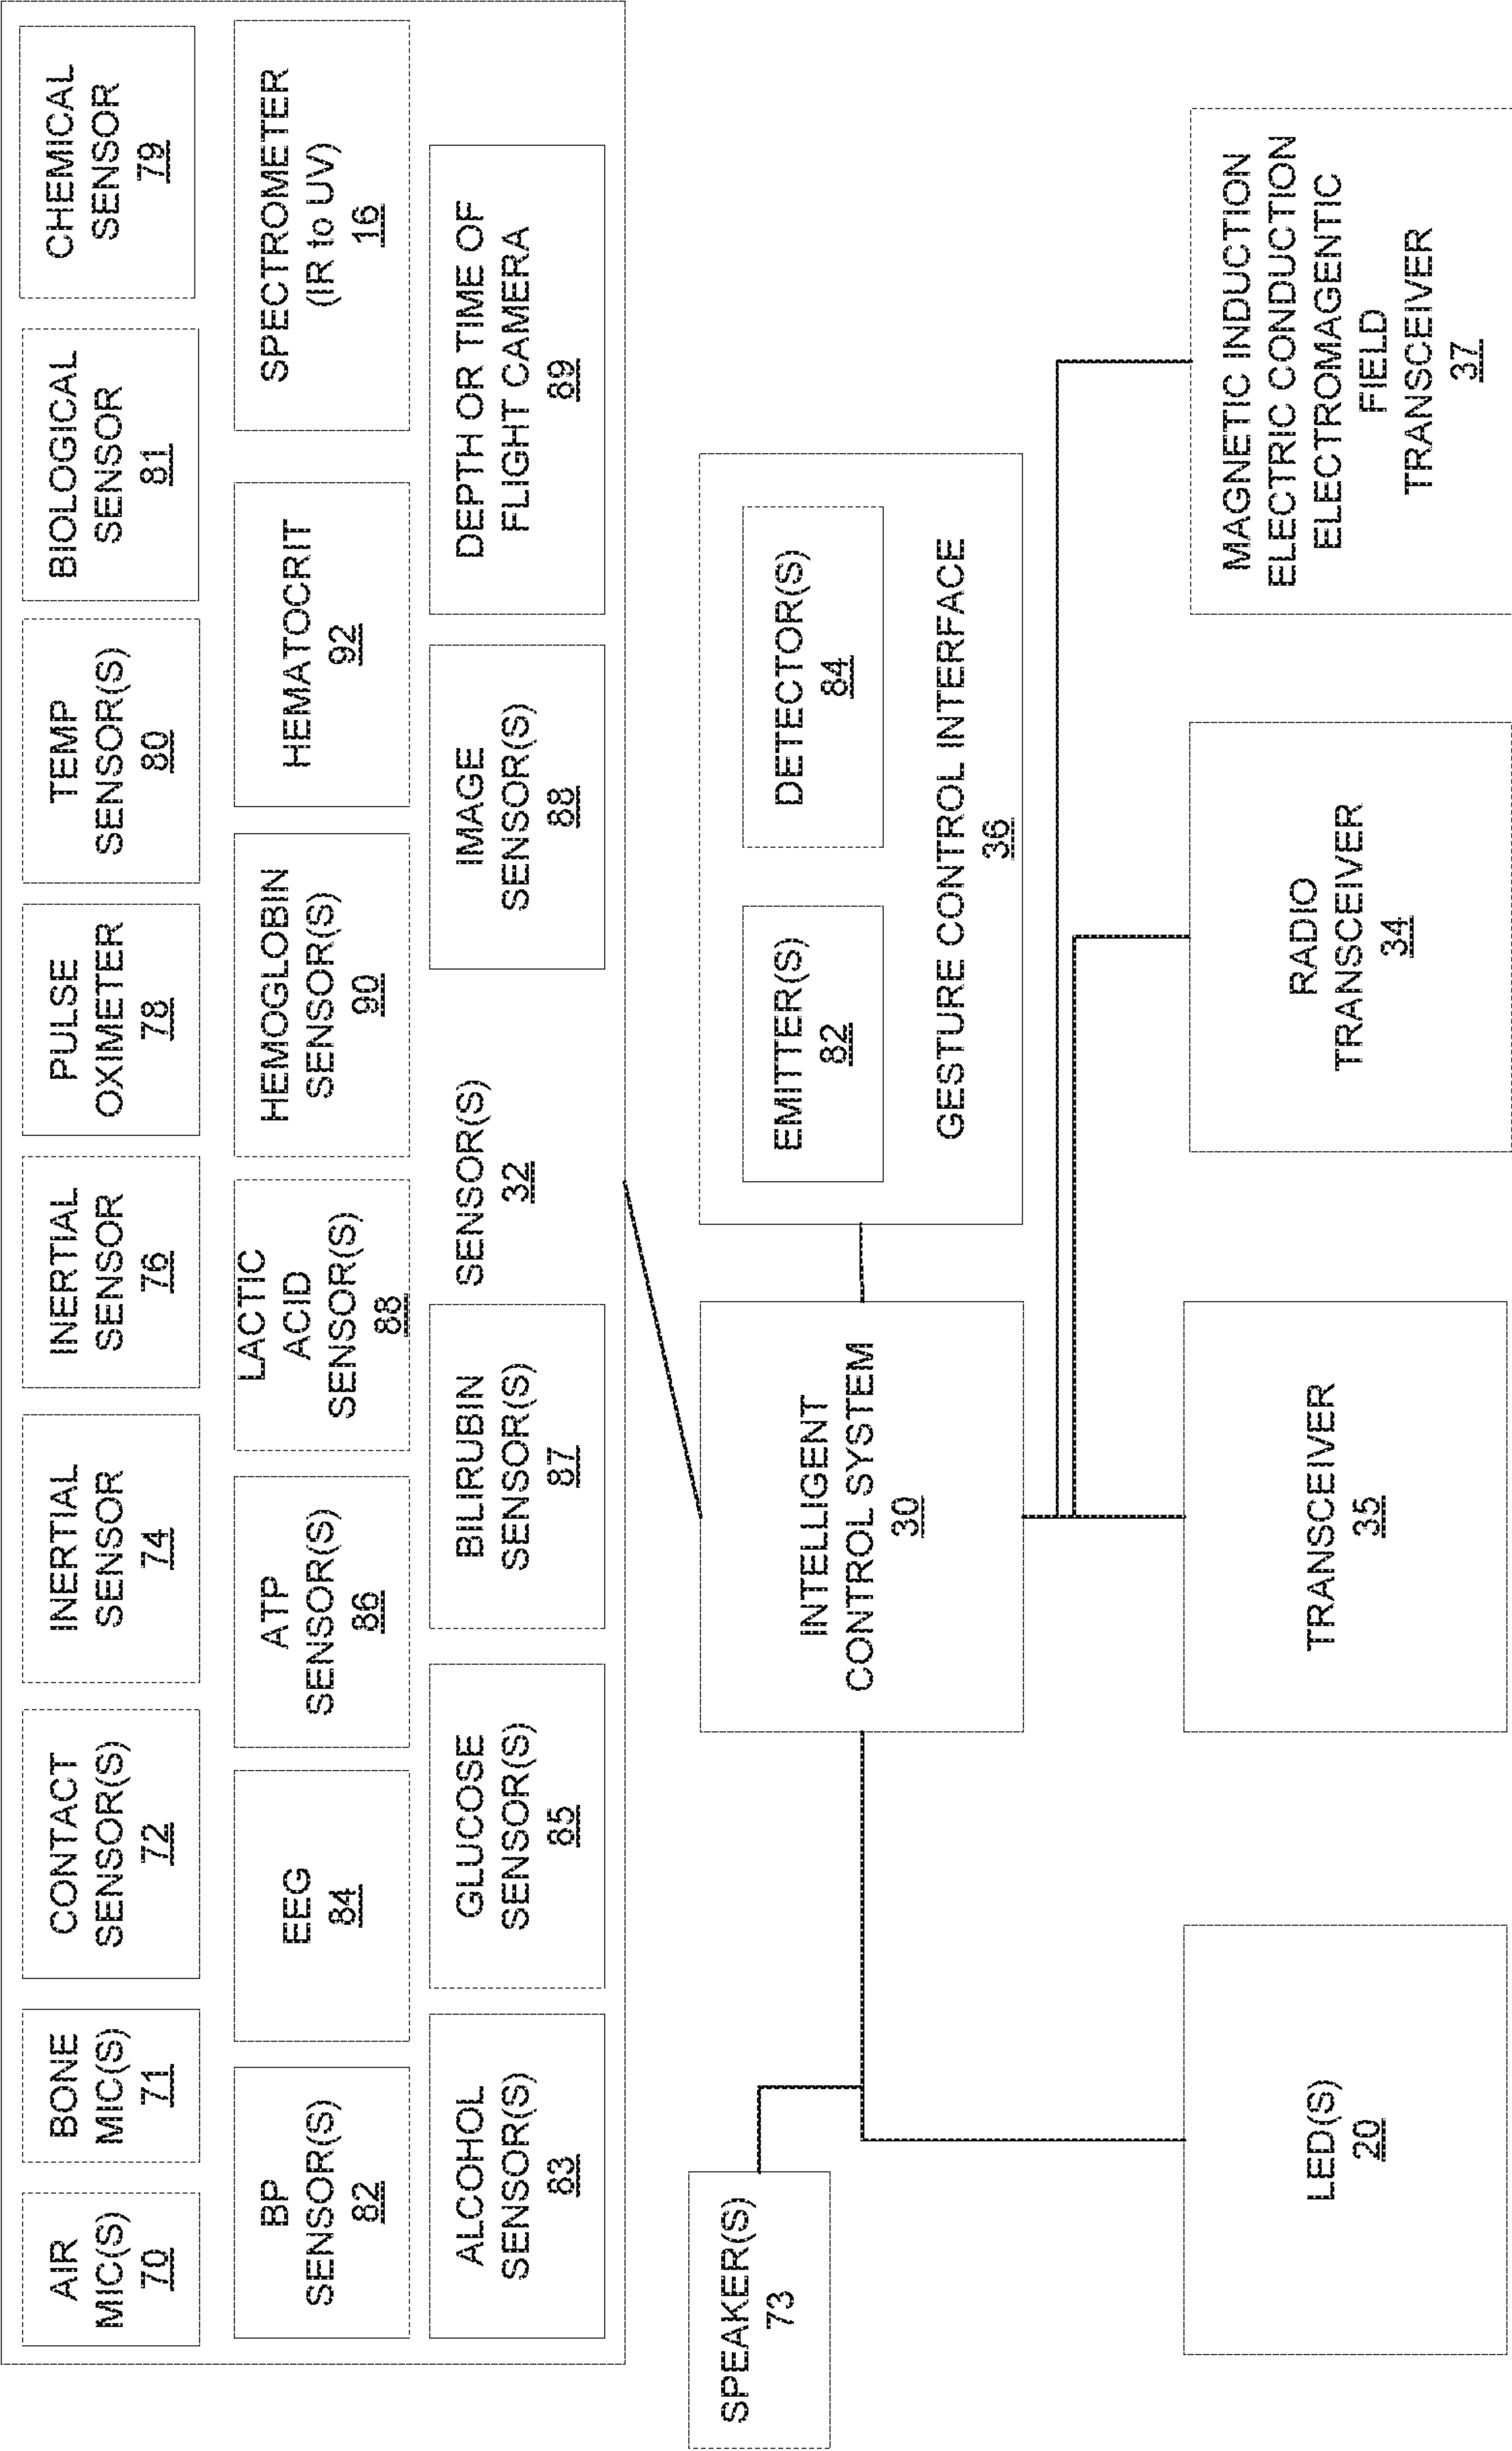 AIR
MIC(S)
70
BONE
MIC(S)
71
CONTACT
SENSOR(S)
72
INERTIAL
SENSOR
74
INERTIAL
SENSOR
76
PULSE
OXIMETER
78
TEMP
SENSOR(S)
80
BIOLOGICAL
SENSOR
81
CHEMICAL
SENSOR
79
BP
SENSOR(S)
82
EEG
84
ATP
SENSOR(S)
86
LACTIC
ACID
SENSOR(S)
88
HEMOGLOBIN
SENSOR(S)
90
HEMATOCRIT
92
SPECTROMETER
(IR to UV)
16
ALCOHOL
SENSOR(S)
83
GLUCOSE
SENSOR(S)
85
BILIRUBIN
SENSOR(S)
87
SENSOR(S)
32
IMAGE
SENSOR(S)
88
DEPTH OR TIME OF
FLIGHT CAMERA
89
SPEAKER(S)
73
INTELLIGENT
CONTROL SYSTEM
30
EMITTER(S)
82
DETECTOR(S)
84
GESTURE CONTROL INTERFACE
36
LED(S)
20
TRANSCEIVER
35
RADIO
TRANSCEIVER
34
MAGNETIC INDUCTION
ELECTRIC CONDUCTION
ELECTROMAGENTIC
FIELD
TRANSCEIVER
37